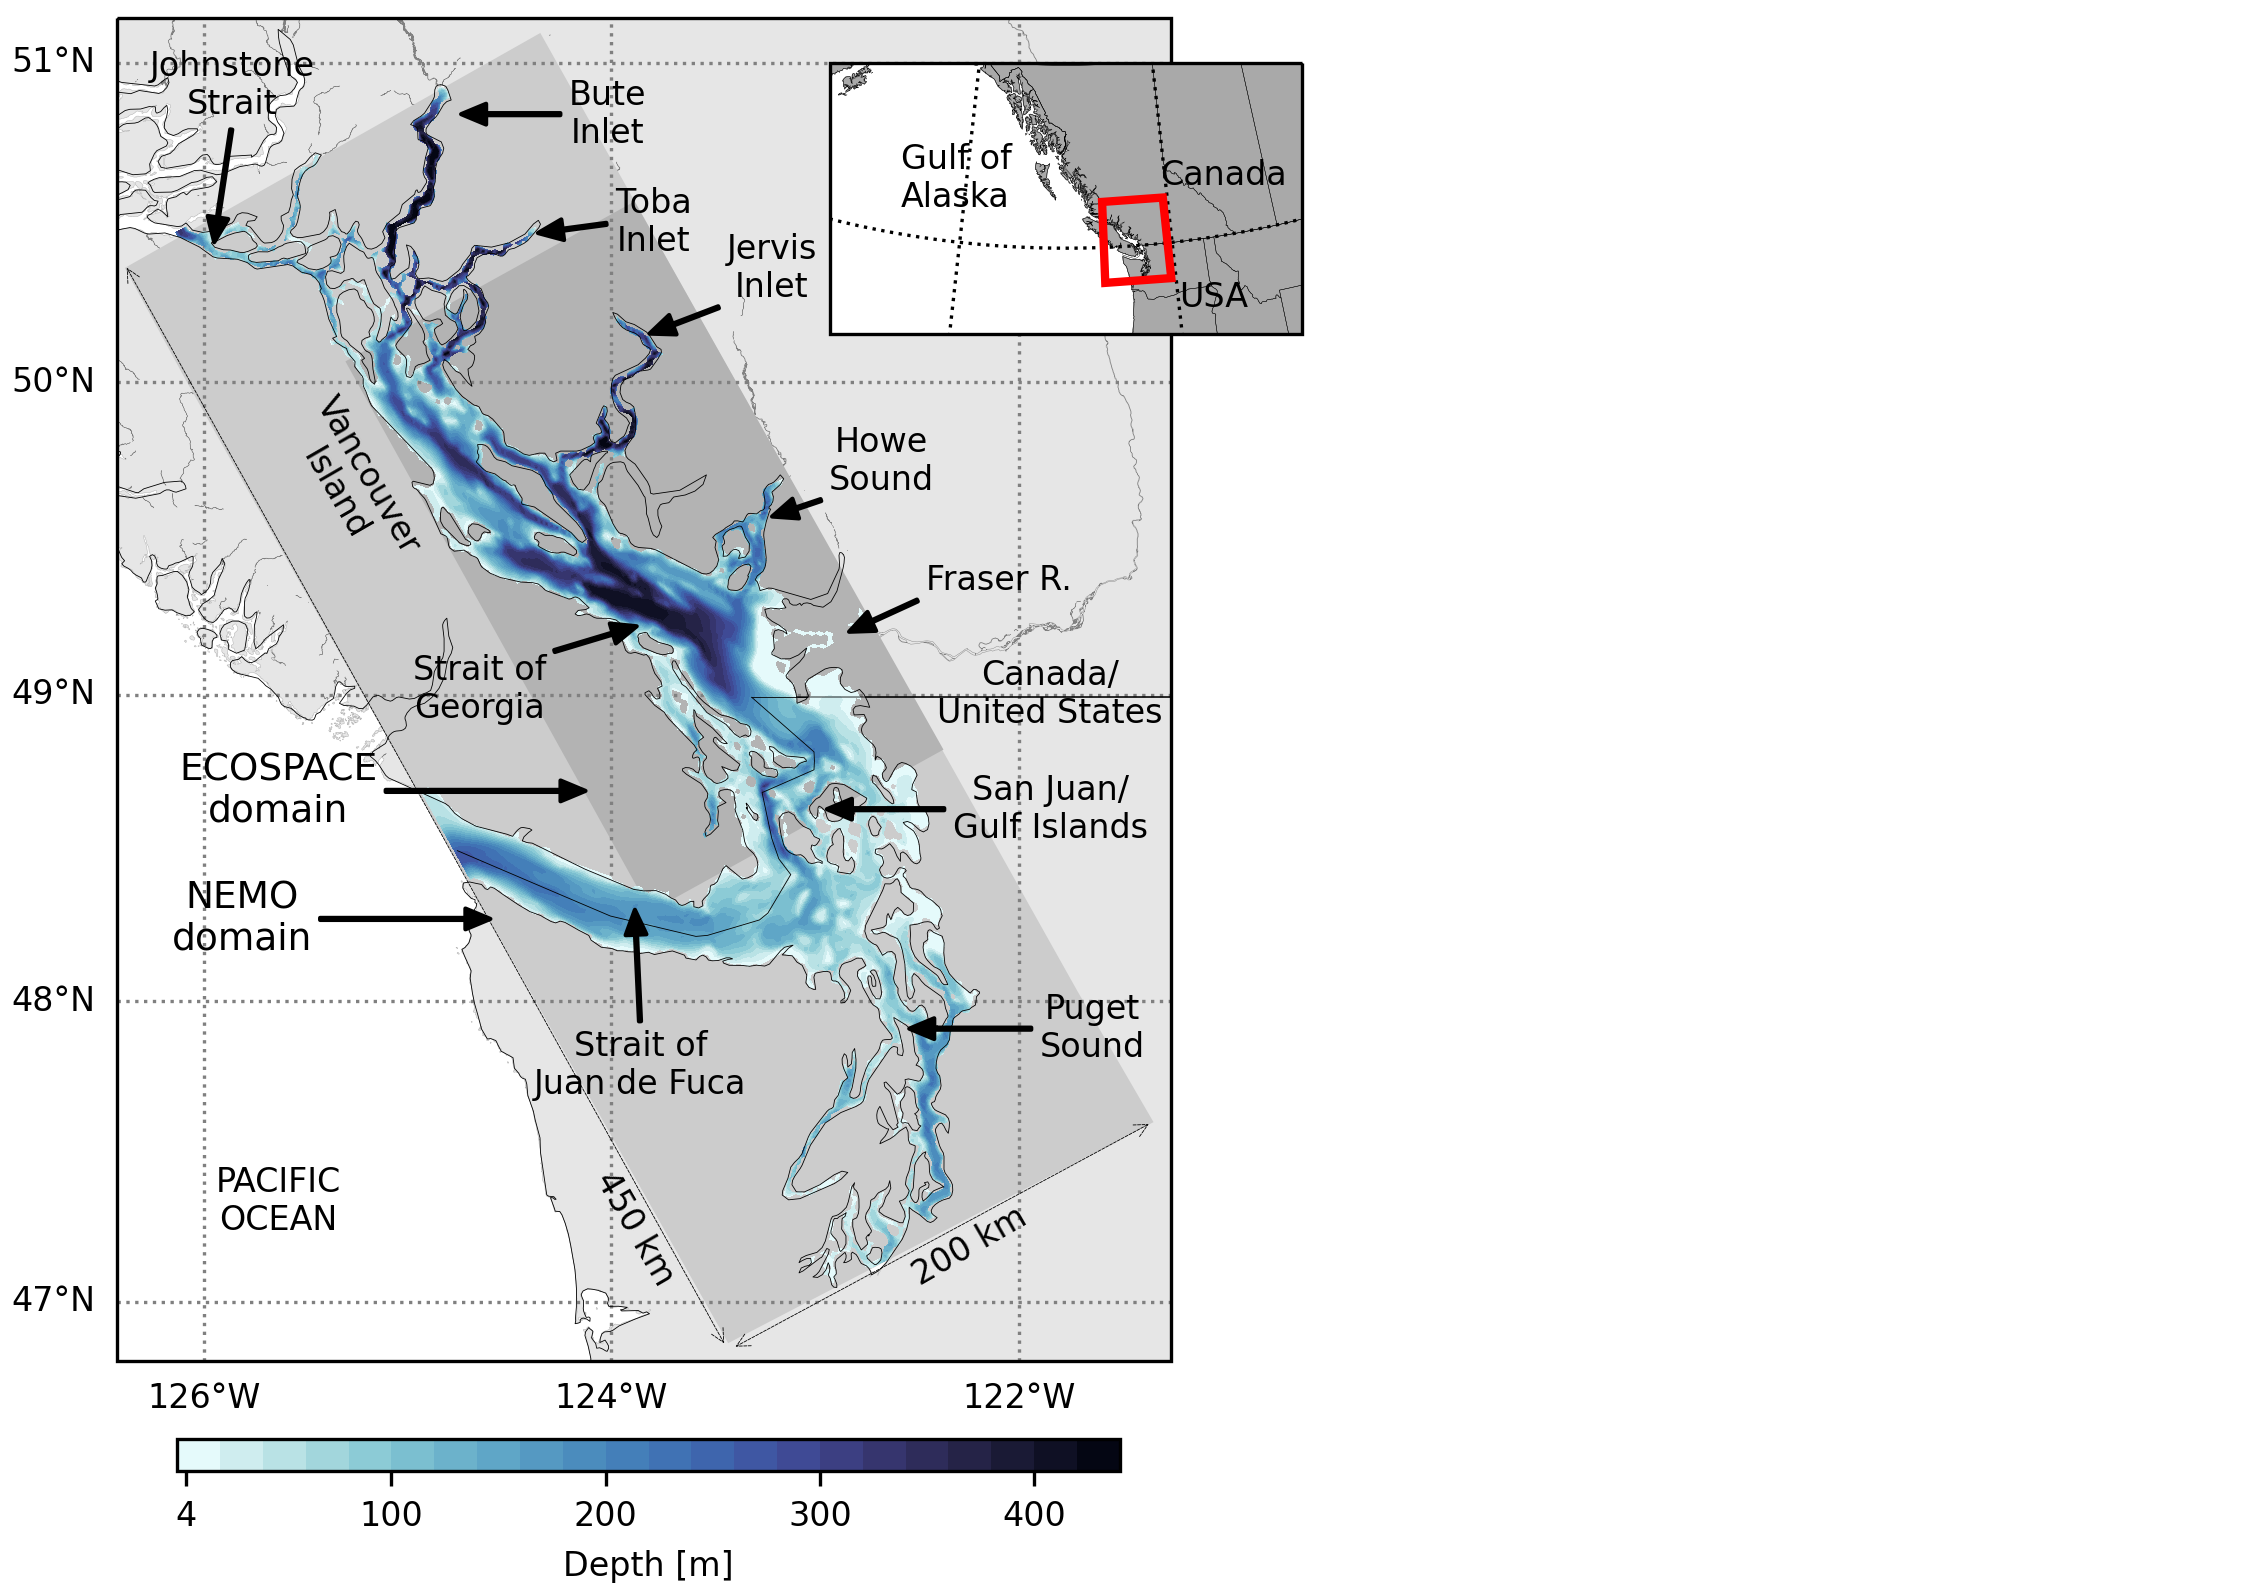 51°N
50°N
49°N
48°N
47°N
126°W
124°W
122°W
Johnstone
Strait
Bute
Inlet
Toba
Inlet
Jervis
Inlet
Gulf of
Alaska
Canada
USA
Vancouver
Island
Howe
Sound
Fraser R.
Strait of
Georgia
Canada/
United States
ECOSPACE
domain
San Juan/
Gulf Islands
NEMO
domain
Strait of
Juan de Fuca
Puget
Sound
PACIFIC
OCEAN
450 km
200 km
4
100
200
300
400
Depth [m]